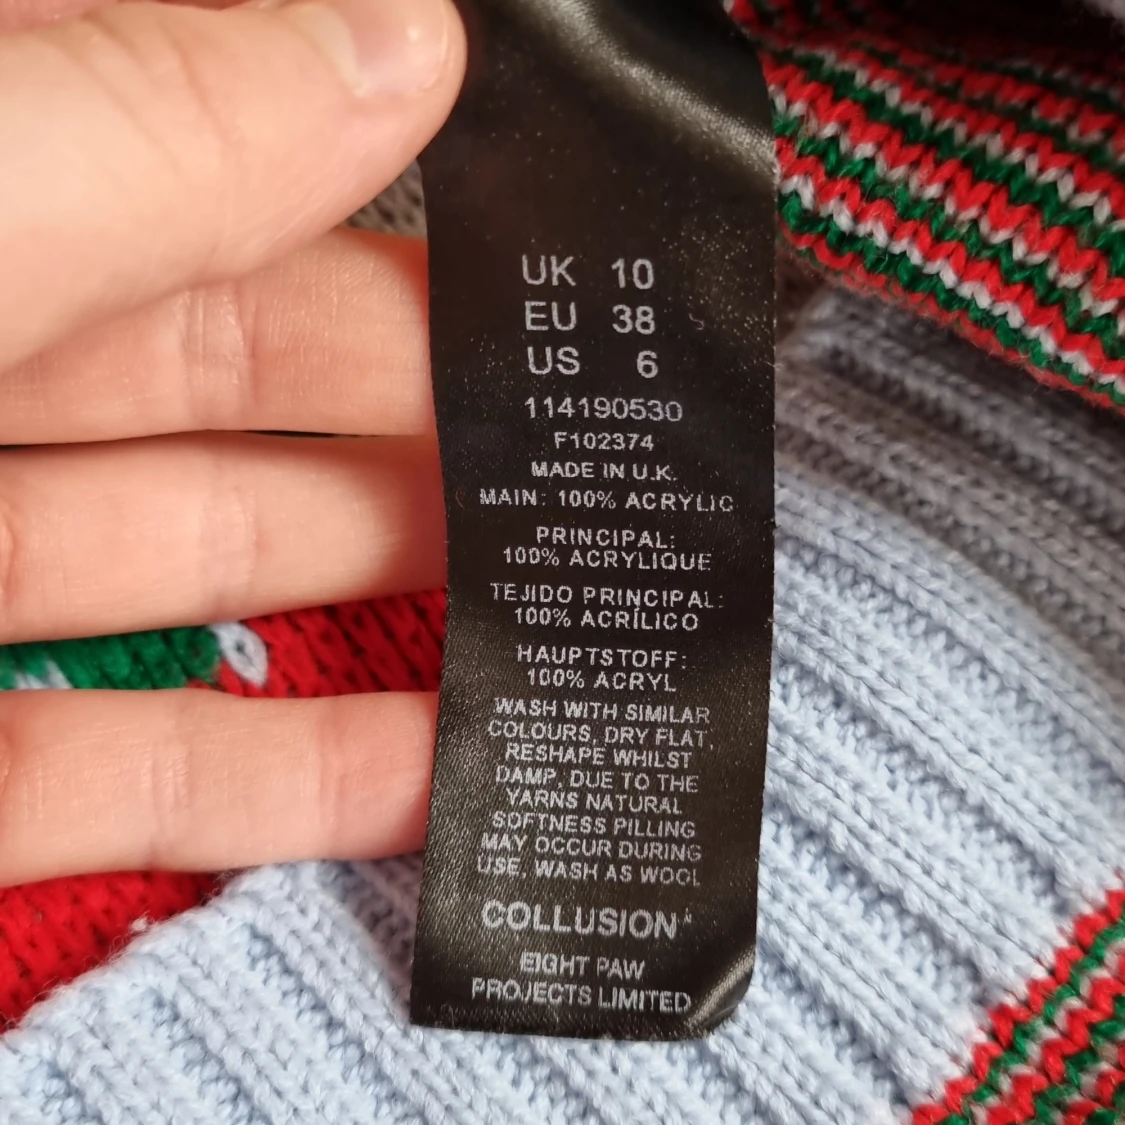 UK 10
EU 38
US 6
114190530
F102374
MADE IN U.K.
MAIN: 100% ACRYLIC
PRINCIPAL:
100% ACRYLIQUE
TEJIDO PRINCIPAL:
100% ACRÍLICO
HAUPTSTOFF:
100% ACRYL
WASH WITH SIMILAR
COLOURS, DRY FLAT,
RESHAPE WHILST
DAMP, DUE TO THE
YARNS NATURAL
SOFTNESS PILLING
MAY OCCUR DURING
USE, WASH AS WOOL
COLLUSION
EIGHT PAW
PROJECTS LIMITED